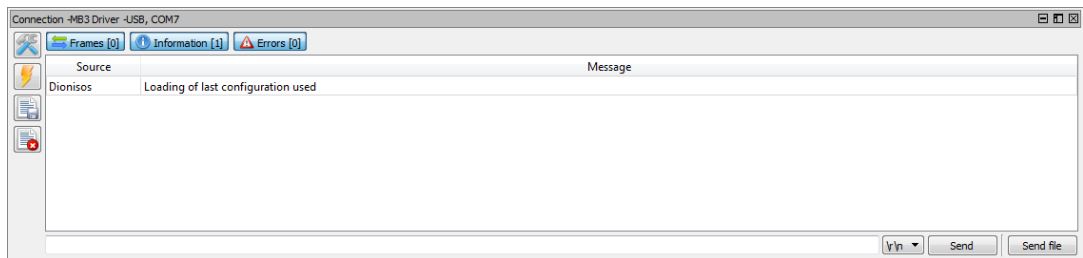 Connection -MB3 Driver -USB, COM7
Frames [0] Information [1] Errors [0]
Source Message
Dionisos Loading of last configuration used
\r\n Send Send file